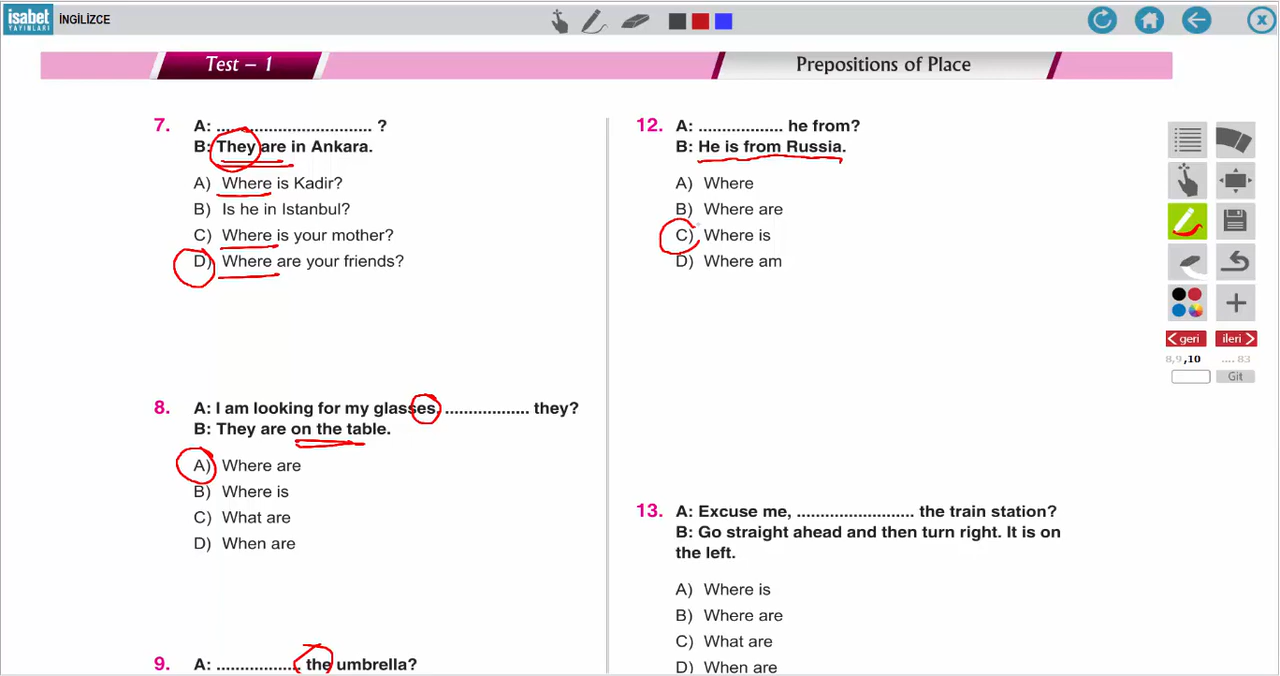 isabet
YAYINLARI
İNGİLİZCE
Test – 1
Prepositions of Place
7. A: ................................ ?
B: They are in Ankara.
A) Where is Kadir?
B) Is he in Istanbul?
C) Where is your mother?
D) Where are your friends?
8. A: I am looking for my glasses, .................. they?
B: They are on the table.
A) Where are
B) Where is
C) What are
D) When are
9. A: .................. the umbrella?
12. A: .................. he from?
B: He is from Russia.
A) Where
B) Where are
C) Where is
D) Where am
13. A: Excuse me, ......................... the train station?
B: Go straight ahead and then turn right. It is on
the left.
A) Where is
B) Where are
C) What are
D) When are
geri
ileri
8,9,10
.... 83
Git